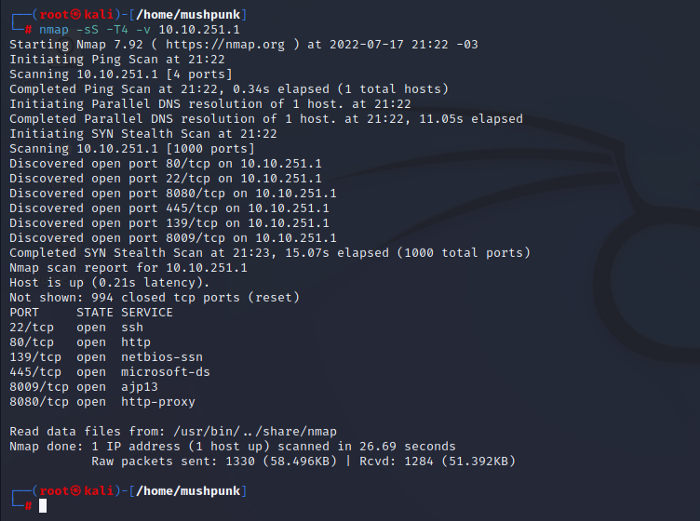 ┌──(root㉿kali)-[/home/mushpunk]
└─# nmap -sS -T4 -v 10.10.251.1
Starting Nmap 7.92 ( https://nmap.org ) at 2022-07-17 21:22 -03
Initiating Ping Scan at 21:22
Scanning 10.10.251.1 [4 ports]
Completed Ping Scan at 21:22, 0.34s elapsed (1 total hosts)
Initiating Parallel DNS resolution of 1 host. at 21:22
Completed Parallel DNS resolution of 1 host. at 21:22, 11.05s elapsed
Initiating SYN Stealth Scan at 21:22
Scanning 10.10.251.1 [1000 ports]
Discovered open port 80/tcp on 10.10.251.1
Discovered open port 22/tcp on 10.10.251.1
Discovered open port 8080/tcp on 10.10.251.1
Discovered open port 445/tcp on 10.10.251.1
Discovered open port 139/tcp on 10.10.251.1
Discovered open port 8009/tcp on 10.10.251.1
Completed SYN Stealth Scan at 21:23, 15.07s elapsed (1000 total ports)
Nmap scan report for 10.10.251.1
Host is up (0.21s latency).
Not shown: 994 closed tcp ports (reset)
PORT     STATE SERVICE
22/tcp   open  ssh
80/tcp   open  http
139/tcp  open  netbios-ssn
445/tcp  open  microsoft-ds
8009/tcp open  ajp13
8080/tcp open  http-proxy

Read data files from: /usr/bin/../share/nmap
Nmap done: 1 IP address (1 host up) scanned in 26.69 seconds
           Raw packets sent: 1330 (58.496KB) | Rcvd: 1284 (51.392KB)

┌──(root㉿kali)-[/home/mushpunk]
└─#